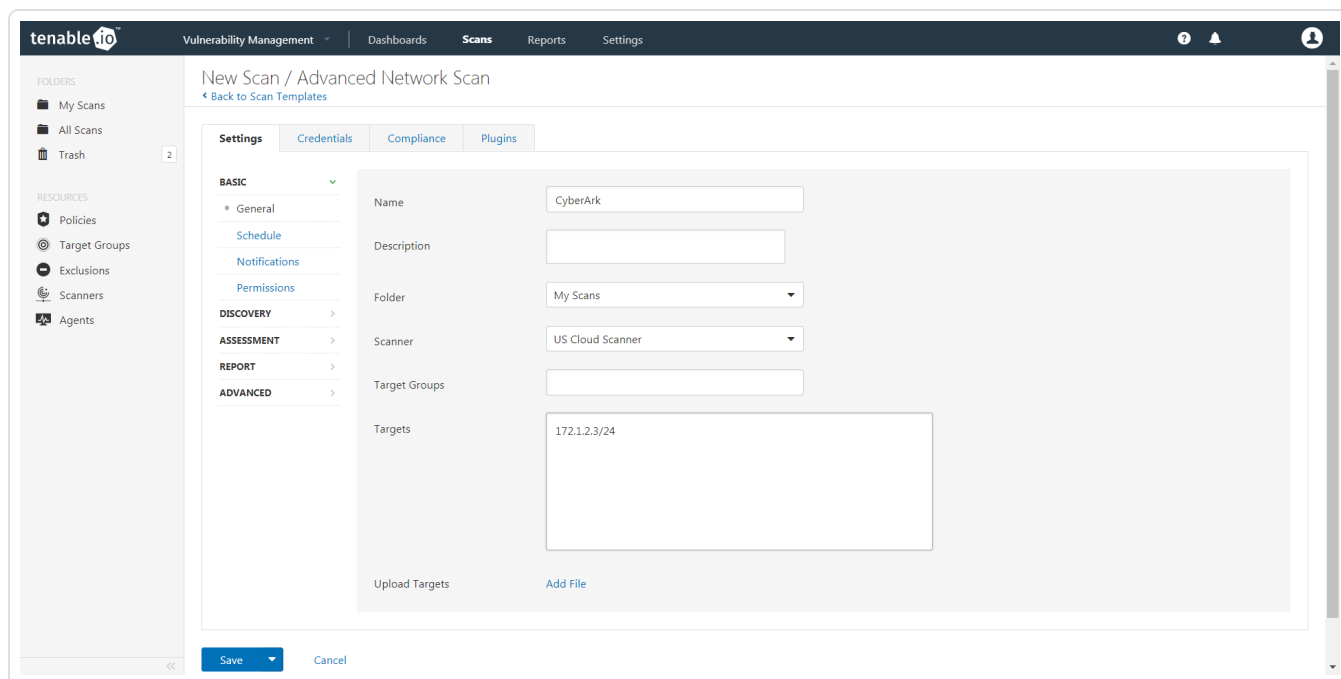 tenable.io™
Vulnerability Management
Dashboards
Scans
Reports
Settings
FOLDERS
My Scans
All Scans
Trash 2
RESOURCES
Policies
Target Groups
Exclusions
Scanners
Agents
New Scan / Advanced Network Scan
Back to Scan Templates
Settings
Credentials
Compliance
Plugins
BASIC
General
Schedule
Notifications
Permissions
DISCOVERY
ASSESSMENT
REPORT
ADVANCED
Name CyberArk
Description
Folder My Scans
Scanner US Cloud Scanner
Target Groups
Targets 172.1.2.3/24
Upload Targets Add File
Save
Cancel